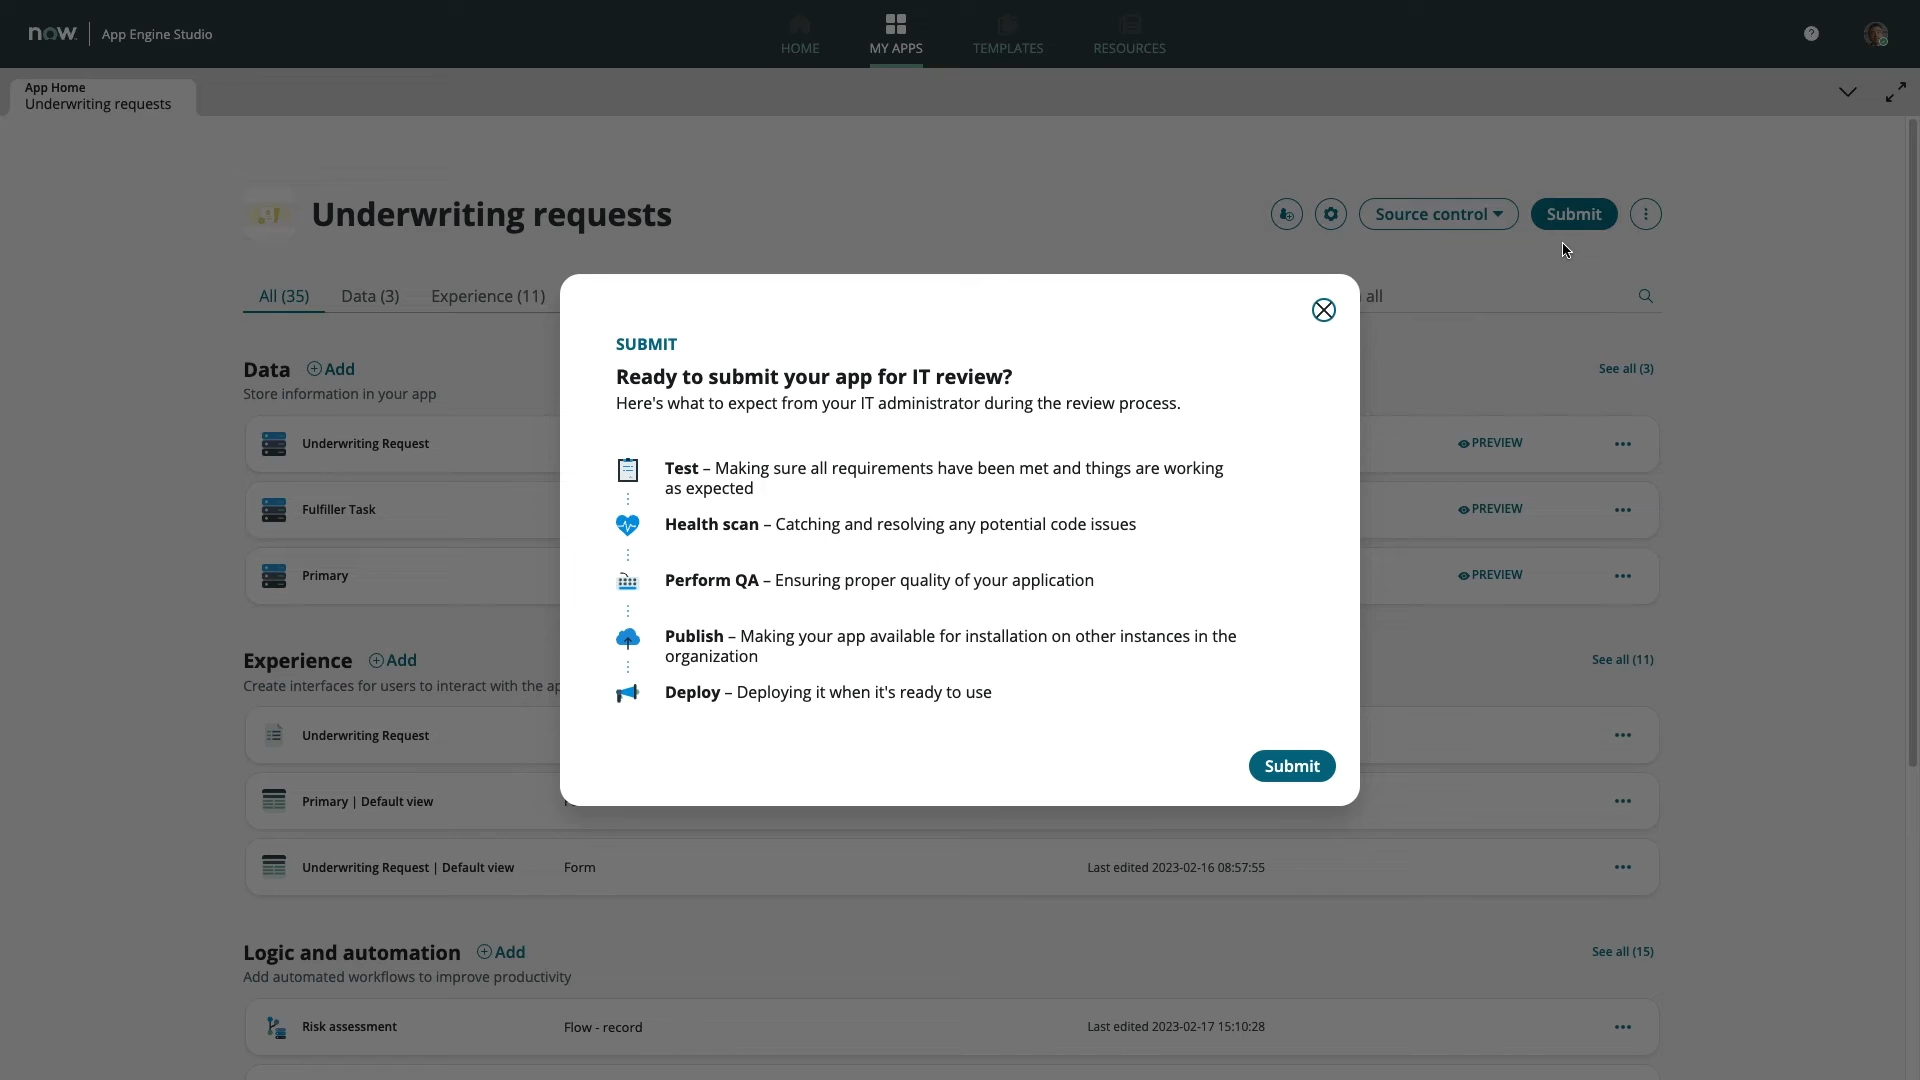 now. App Engine Studio
HOME
MY APPS
TEMPLATES
RESOURCES
?
App Home
Underwriting requests
Underwriting requests
Source control
Submit
All (35)
Data (3)
Experience (11)
all
SUBMIT
Ready to submit your app for IT review?
Here's what to expect from your IT administrator during the review process.
Test – Making sure all requirements have been met and things are working
as expected
Health scan – Catching and resolving any potential code issues
Perform QA – Ensuring proper quality of your application
Publish – Making your app available for installation on other instances in the
organization
Deploy – Deploying it when it's ready to use
Submit
Data Add
See all (3)
Store information in your app
Underwriting Request
PREVIEW
Fulfiller Task
PREVIEW
Primary
PREVIEW
Experience Add
See all (11)
Create interfaces for users to interact with the
Underwriting Request
Primary | Default view
Underwriting Request | Default view
Form
Last edited 2023-02-16 08:57:55
Logic and automation Add
See all (15)
Add automated workflows to improve productivity
Risk assessment
Flow - record
Last edited 2023-02-17 15:10:28